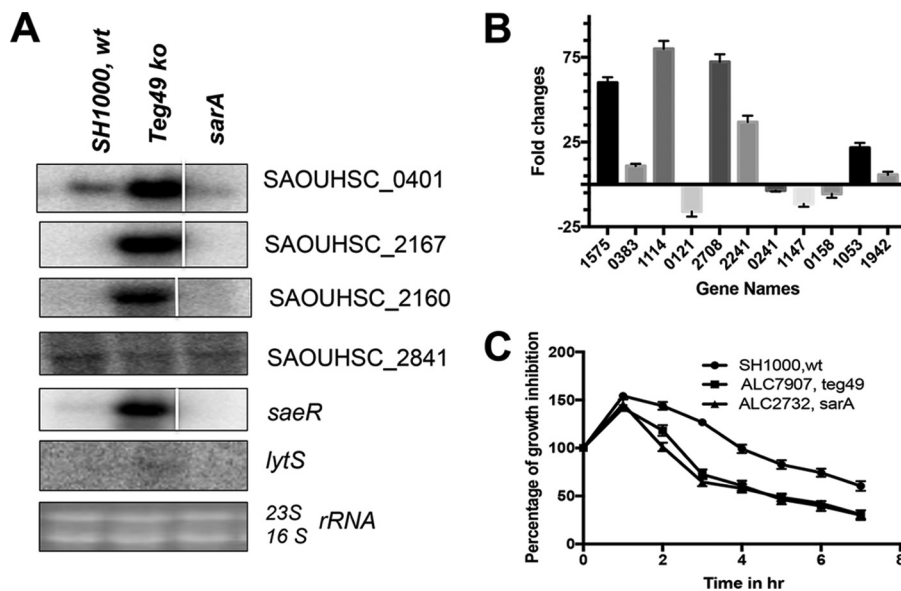 A
SH1000, wt
Teg49 ko
sarA
SAOUHSC_0401
SAOUHSC_2167
SAOUHSC_2160
SAOUHSC_2841
saeR
lytS
23S
16 S
rRNA
B
Fold changes
75
25
-25
1575
0383
1114
0121
2708
2241
0241
1147
0158
1053
1942
Gene Names
C
Percentage of growth inhibition
200
150
100
50
0
SH1000,wt
ALC7907, teg49
ALC2732, sarA
0
2
4
6
8
Time in hr